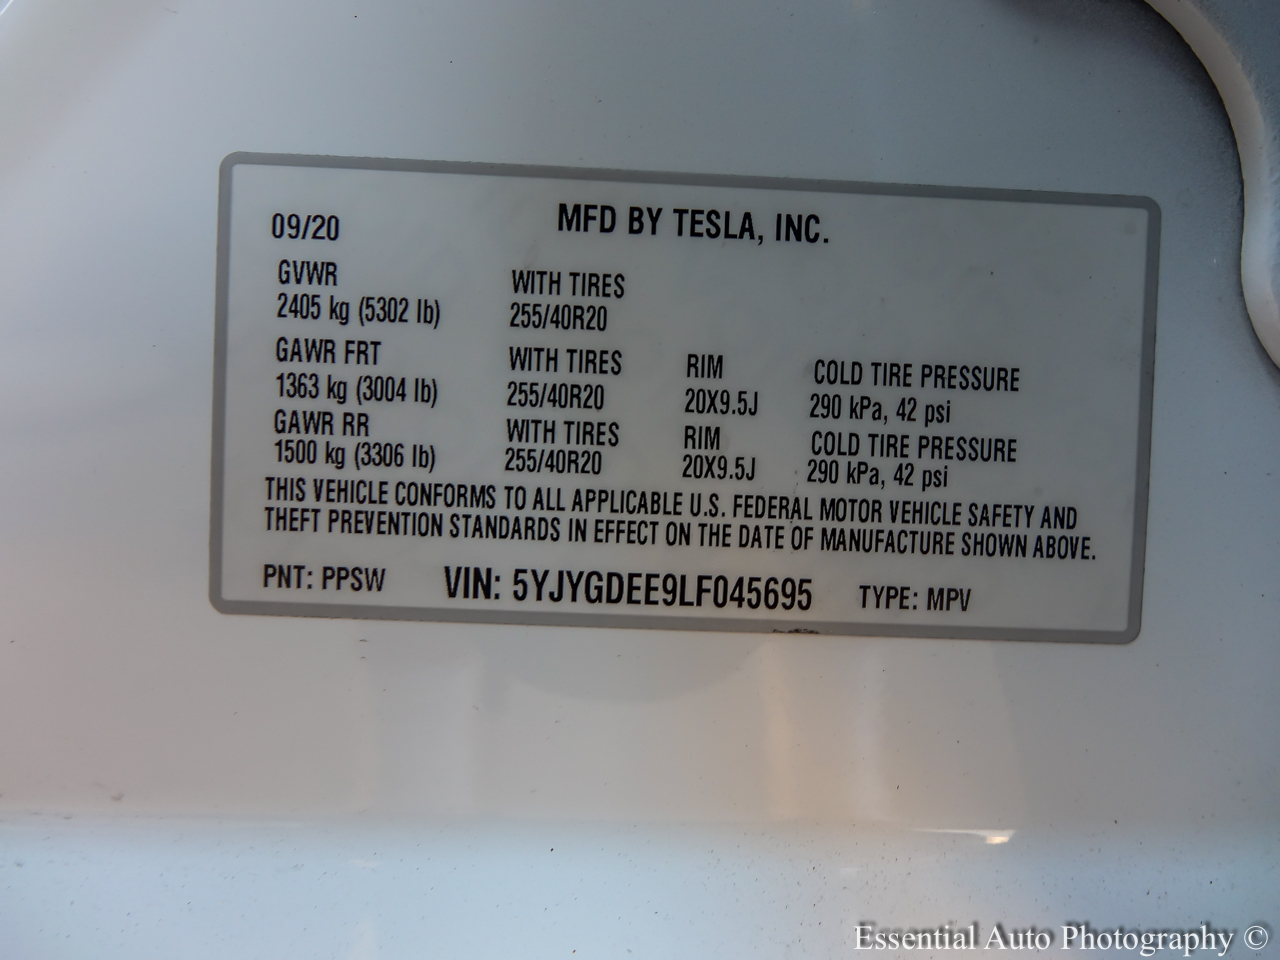 09/20 MFD BY TESLA, INC.
GVWR WITH TIRES
2405 kg (5302 lb) 255/40R20
GAWR FRT WITH TIRES RIM COLD TIRE PRESSURE
1363 kg (3004 lb) 255/40R20 20X9.5J 290 kPa, 42 psi
GAWR RR WITH TIRES RIM COLD TIRE PRESSURE
1500 kg (3306 lb) 255/40R20 20X9.5J 290 kPa, 42 psi
THIS VEHICLE CONFORMS TO ALL APPLICABLE U.S. FEDERAL MOTOR VEHICLE SAFETY AND
THEFT PREVENTION STANDARDS IN EFFECT ON THE DATE OF MANUFACTURE SHOWN ABOVE.
PNT: PPSW VIN: 5YJYGDEE9LF045695 TYPE: MPV
Essential Auto Photography ©